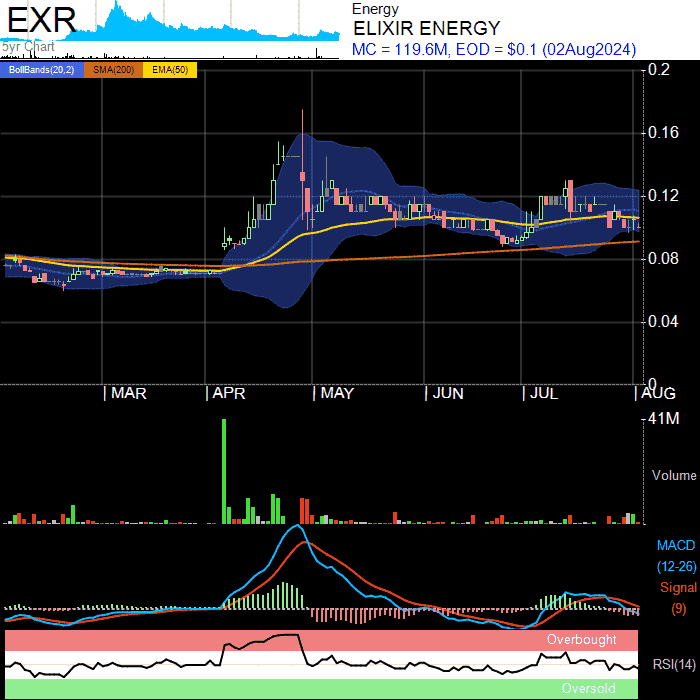 EXR
5yr Chart
Energy
ELIXIR ENERGY
MC = 119.6M, EOD = $0.1 (02Aug2024)
BollBands(20,2) SMA(200) EMA(50)
0.2
0.16
0.12
0.08
0.04
0
MAR APR MAY JUN JUL AUG
41M
Volume
MACD
(12-26)
Signal
(9)
Overbought
RSI(14)
Oversold